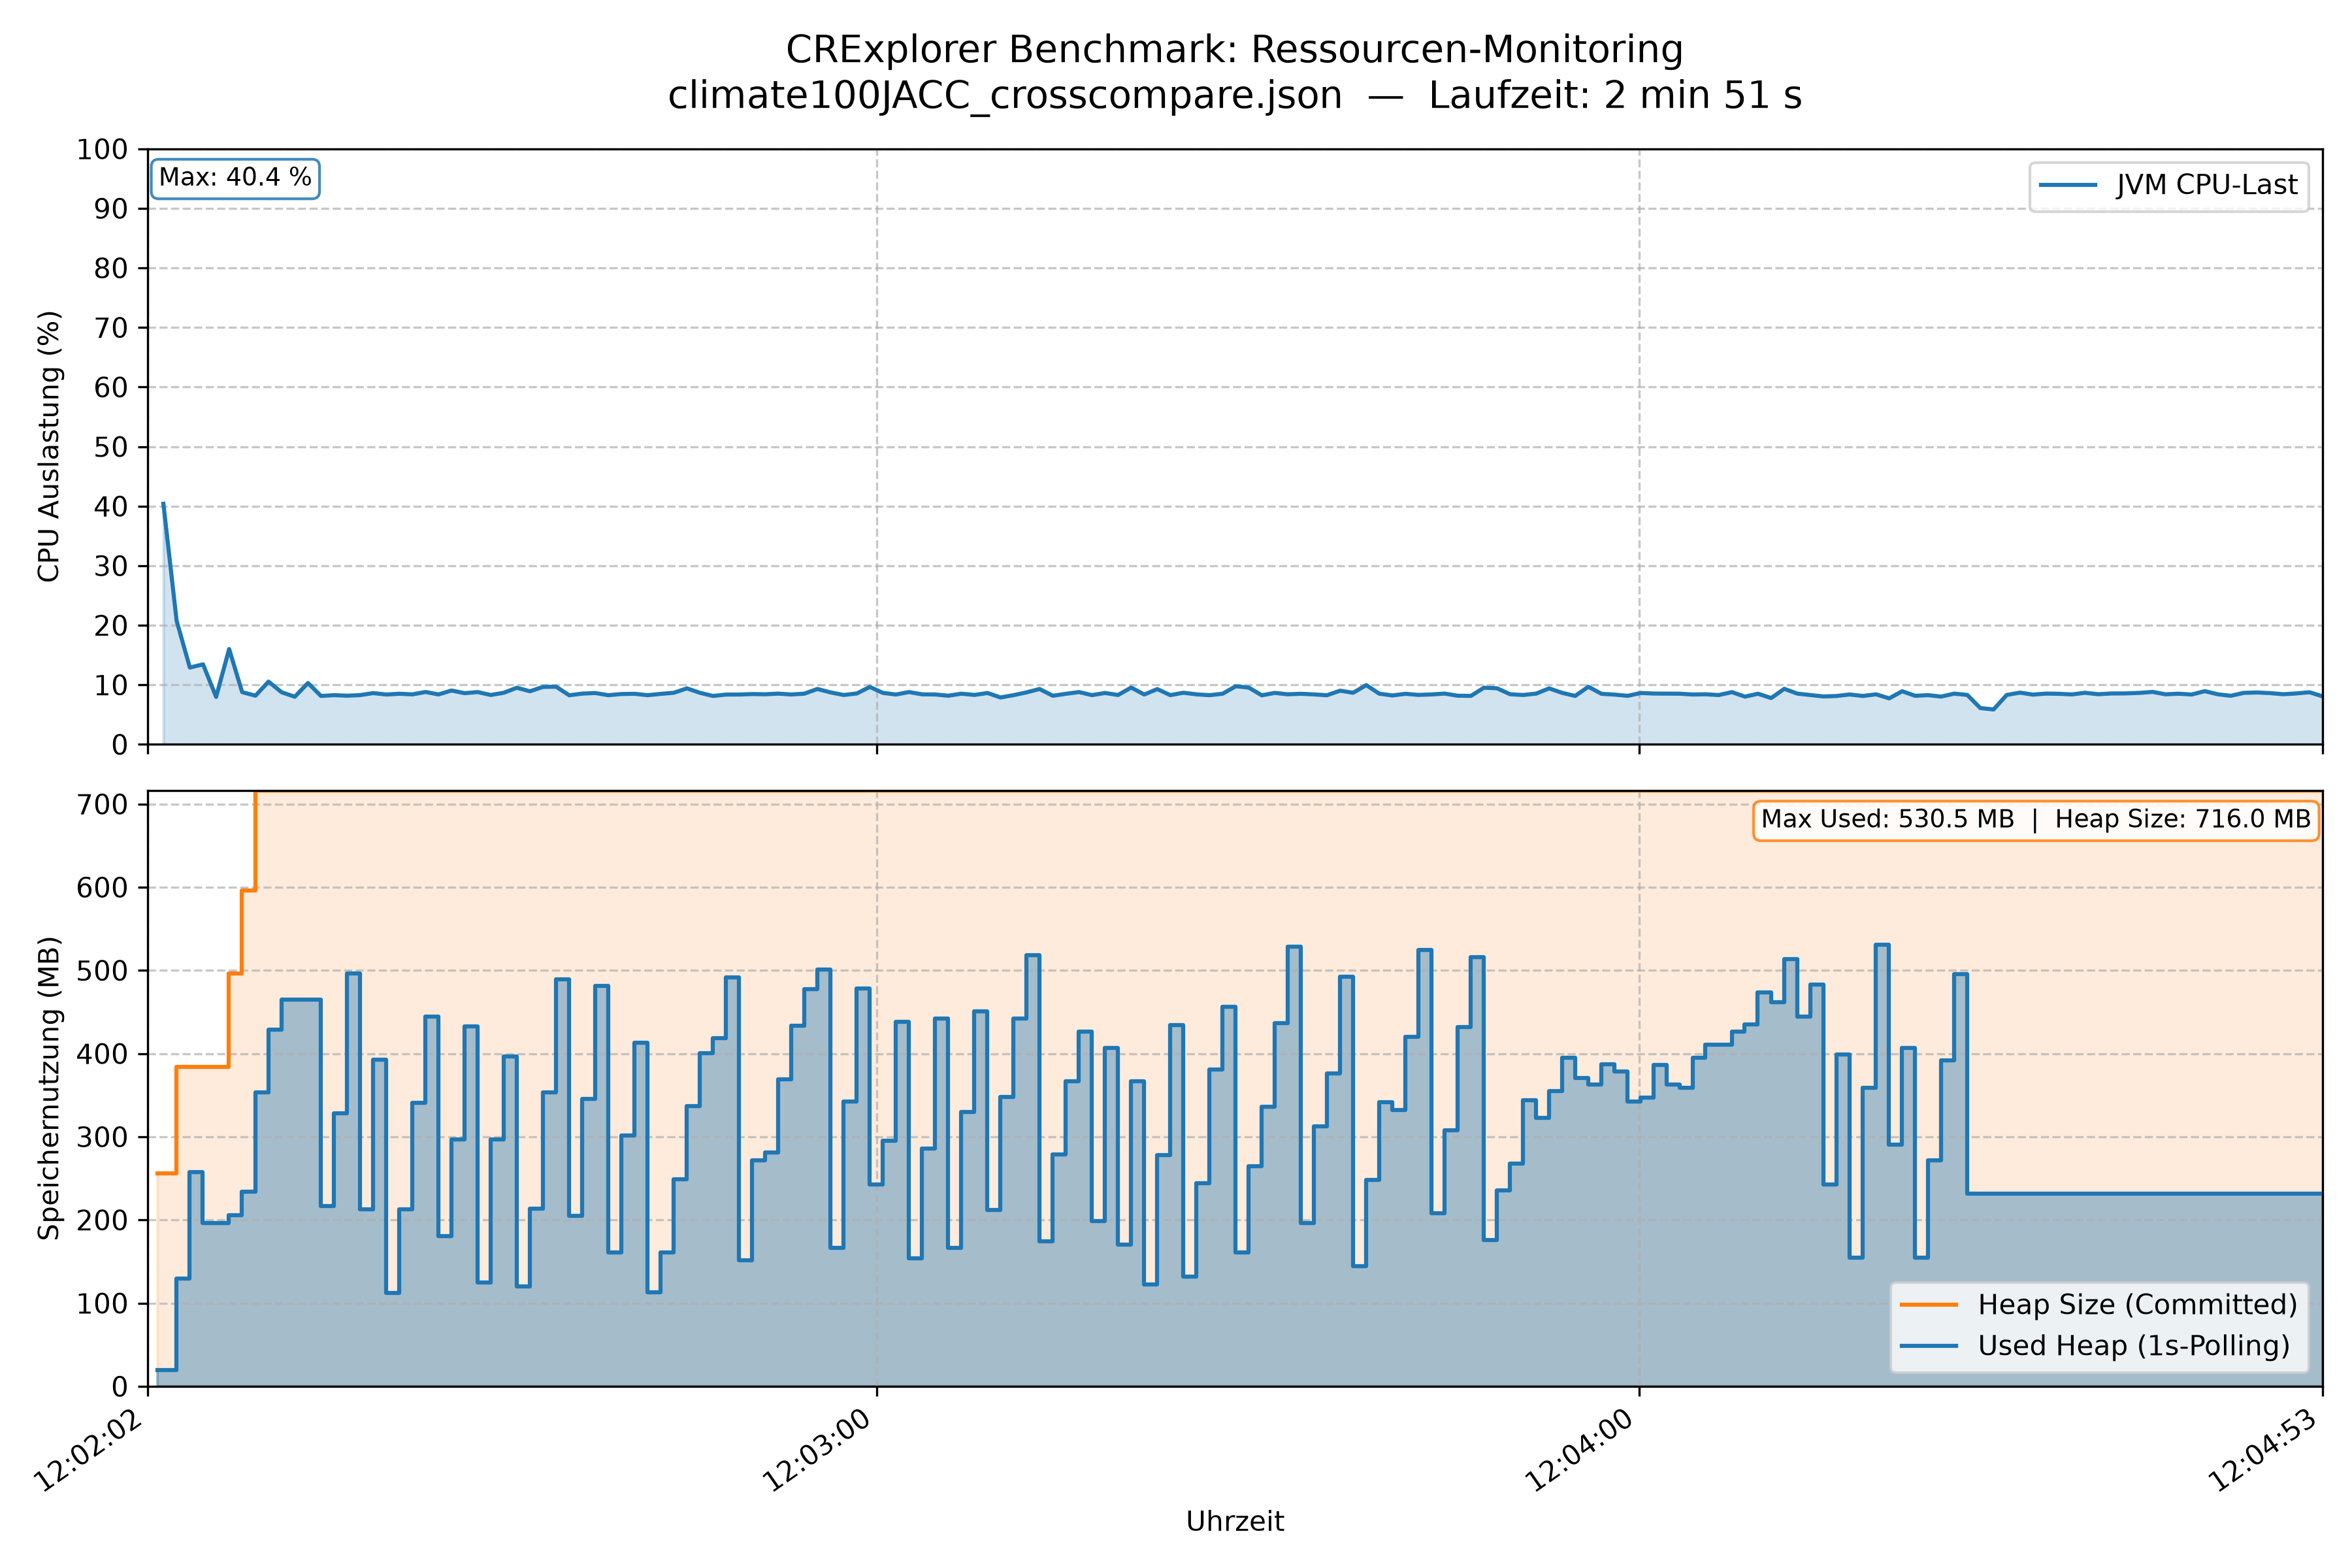 CRExplorer Benchmark: Ressourcen-Monitoring
climate100JACC_crosscompare.json — Laufzeit: 2 min 51 s
100
90
80
70
60
50
40
30
20
10
0
CPU Auslastung (%)
Max: 40.4 %
JVM CPU-Last
700
600
500
400
300
200
100
0
Speichernutzung (MB)
Max Used: 530.5 MB | Heap Size: 716.0 MB
Heap Size (Committed)
Used Heap (1s-Polling)
12:02:02
12:03:00
12:04:00
12:04:53
Uhrzeit